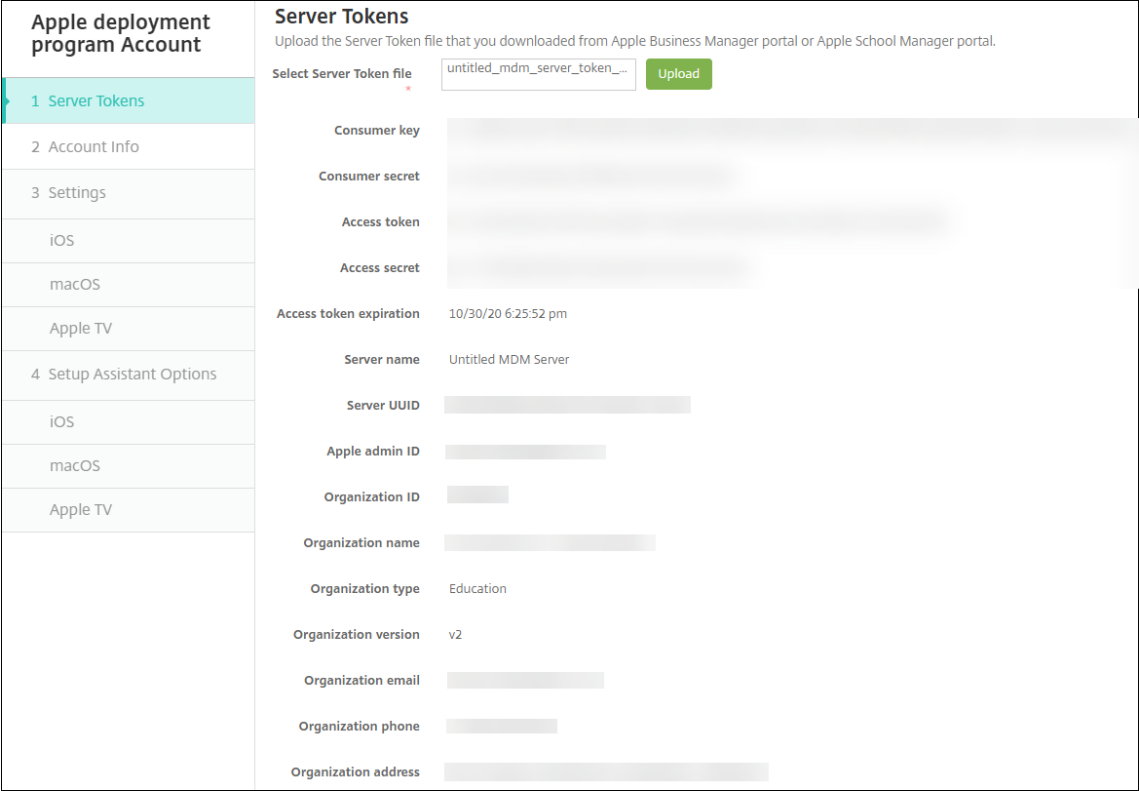 Apple deployment
program Account
1 Server Tokens
2 Account Info
3 Settings
iOS
macOS
Apple TV
4 Setup Assistant Options
iOS
macOS
Apple TV
Server Tokens
Upload the Server Token file that you downloaded from Apple Business Manager portal or Apple School Manager portal.
Select Server Token file * untitled_mdm_server_token_... Upload
Consumer key
Consumer secret
Access token
Access secret
Access token expiration 10/30/20 6:25:52 pm
Server name Untitled MDM Server
Server UUID
Apple admin ID
Organization ID
Organization name
Organization type Education
Organization version v2
Organization email
Organization phone
Organization address